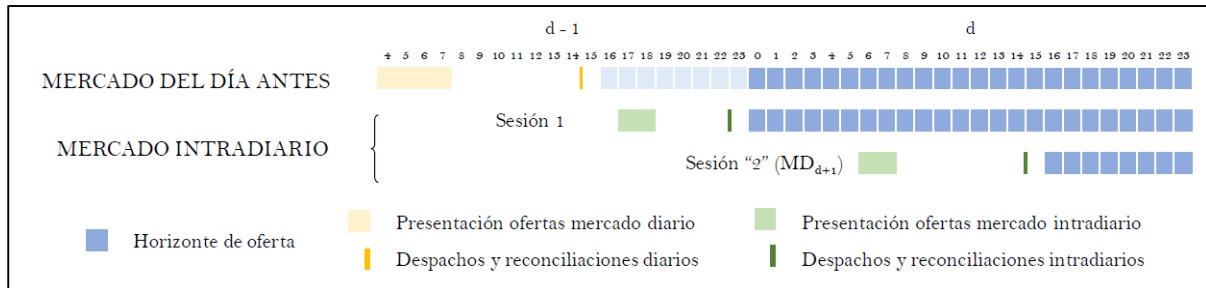 d - 1 d
4 5 6 7 8 9 10 11 12 13 14 15 16 17 18 19 20 21 22 23 0 1 2 3 4 5 6 7 8 9 10 11 12 13 14 15 16 17 18 19 20 21 22 23
MERCADO DEL DÍA ANTES
Sesión 1
MERCADO INTRADIARIO
Sesión “2” (MDd+1)
Presentación ofertas mercado diario
Presentación ofertas mercado intradiario
Horizonte de oferta
Despachos y reconciliaciones diarios
Despachos y reconciliaciones intradiarios